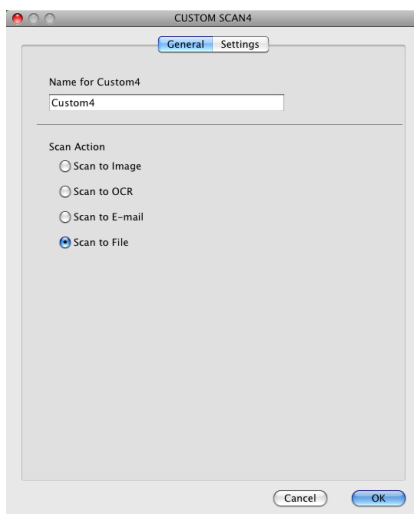 CUSTOM SCAN4
General Settings
Name for Custom4
Custom4
Scan Action
Scan to Image
Scan to OCR
Scan to E-mail
Scan to File
Cancel OK